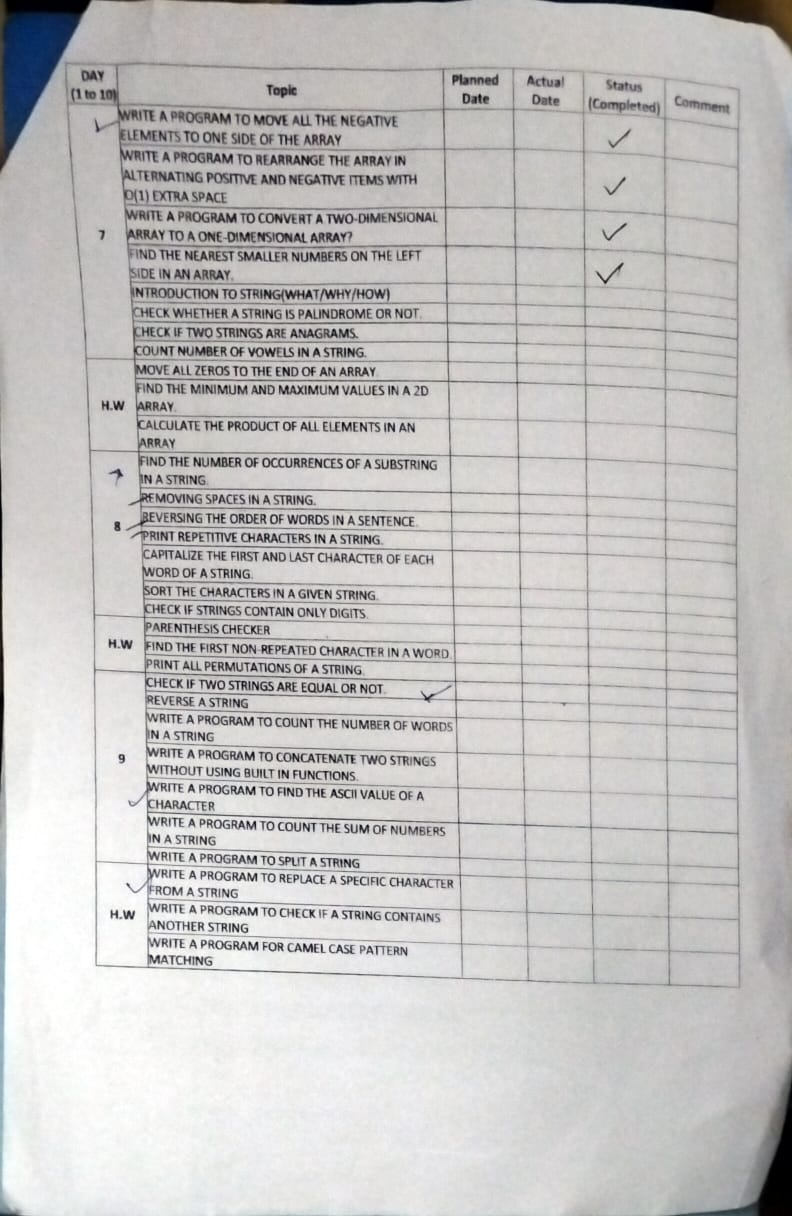 DAY
(1 to 10)
Topic
Planned
Date
Actual
Date
Status
(Completed)
Comment
7
WRITE A PROGRAM TO MOVE ALL THE NEGATIVE
ELEMENTS TO ONE SIDE OF THE ARRAY
WRITE A PROGRAM TO REARRANGE THE ARRAY IN
ALTERNATING POSITIVE AND NEGATIVE ITEMS WITH
O(1) EXTRA SPACE
WRITE A PROGRAM TO CONVERT A TWO-DIMENSIONAL
ARRAY TO A ONE-DIMENSIONAL ARRAY?
FIND THE NEAREST SMALLER NUMBERS ON THE LEFT
SIDE IN AN ARRAY.
INTRODUCTION TO STRING(WHAT/WHY/HOW)
CHECK WHETHER A STRING IS PALINDROME OR NOT.
CHECK IF TWO STRINGS ARE ANAGRAMS.
COUNT NUMBER OF VOWELS IN A STRING.
H.W
MOVE ALL ZEROS TO THE END OF AN ARRAY
FIND THE MINIMUM AND MAXIMUM VALUES IN A 2D
ARRAY.
CALCULATE THE PRODUCT OF ALL ELEMENTS IN AN
ARRAY
8
FIND THE NUMBER OF OCCURRENCES OF A SUBSTRING
IN A STRING.
REMOVING SPACES IN A STRING.
REVERSING THE ORDER OF WORDS IN A SENTENCE.
PRINT REPETITIVE CHARACTERS IN A STRING.
CAPITALIZE THE FIRST AND LAST CHARACTER OF EACH
WORD OF A STRING.
SORT THE CHARACTERS IN A GIVEN STRING.
CHECK IF STRINGS CONTAIN ONLY DIGITS.
H.W
PARENTHESIS CHECKER
FIND THE FIRST NON-REPEATED CHARACTER IN A WORD.
PRINT ALL PERMUTATIONS OF A STRING.
9
CHECK IF TWO STRINGS ARE EQUAL OR NOT.
REVERSE A STRING
WRITE A PROGRAM TO COUNT THE NUMBER OF WORDS
IN A STRING
WRITE A PROGRAM TO CONCATENATE TWO STRINGS
WITHOUT USING BUILT IN FUNCTIONS.
WRITE A PROGRAM TO FIND THE ASCII VALUE OF A
CHARACTER
WRITE A PROGRAM TO COUNT THE SUM OF NUMBERS
IN A STRING
WRITE A PROGRAM TO SPLIT A STRING
H.W
WRITE A PROGRAM TO REPLACE A SPECIFIC CHARACTER
FROM A STRING
WRITE A PROGRAM TO CHECK IF A STRING CONTAINS
ANOTHER STRING
WRITE A PROGRAM FOR CAMEL CASE PATTERN
MATCHING